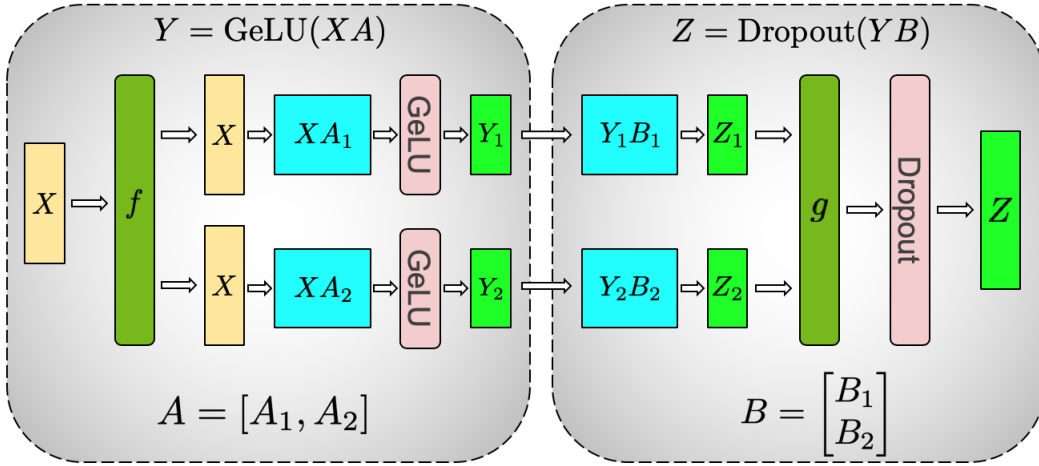 Y = GeLU(XA)
X
f
X
XA₁
GeLU
Y₁
X
XA₂
GeLU
Y₂
A = [A₁, A₂]
Z = Dropout(YB)
Y₁B₁
Z₁
Y₂B₂
Z₂
g
Dropout
Z
B = [B₁
B₂]